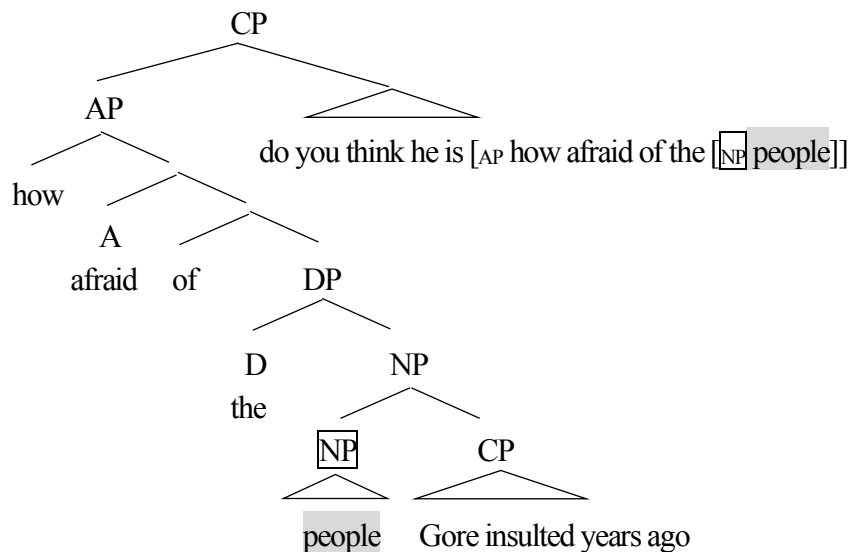 CP
AP
do you think he is [AP how afraid of the [NP people]]
how
A
afraid of DP
D NP
the
NP CP
people Gore insulted years ago